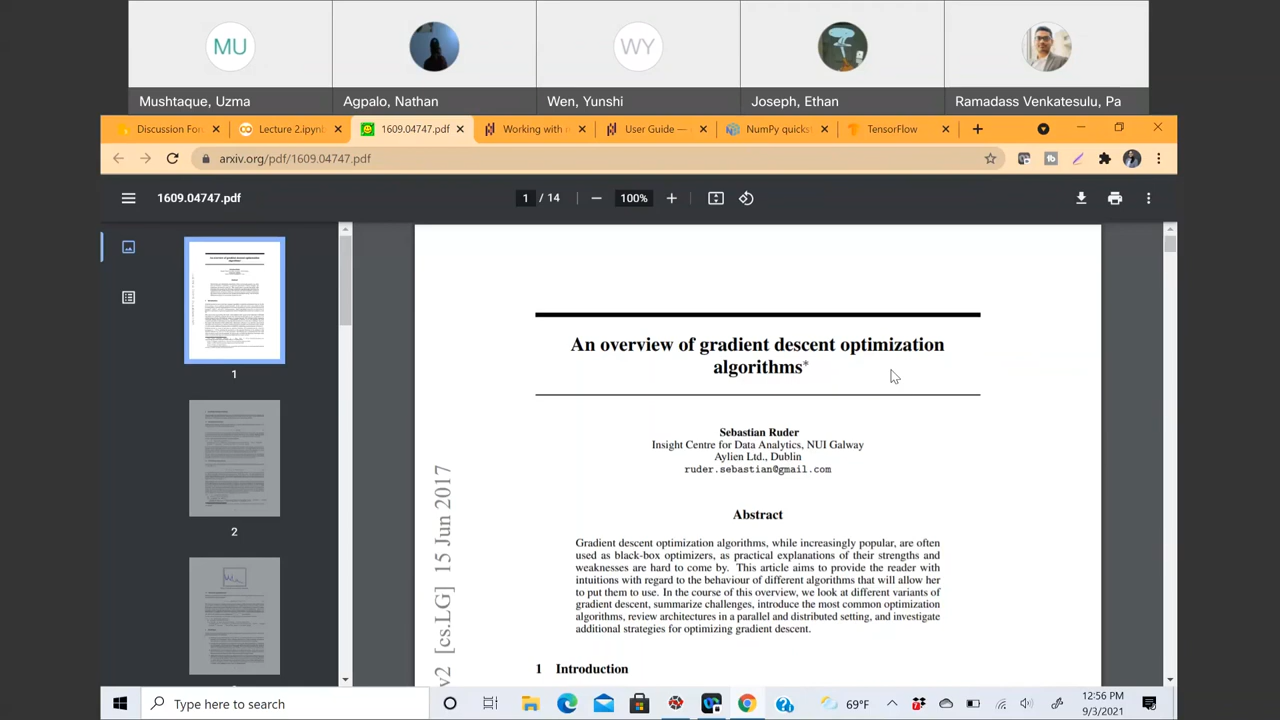 MU
WY
Mushtaque, Uzma
Agpalo, Nathan
Wen, Yunshi
Joseph, Ethan
Ramadass Venkatesulu, Pa
Discussion For
Lecture 2.ipynb
1609.04747.pdf
Working with m
User Guide —
NumPy quickst
TensorFlow
arxiv.org/pdf/1609.04747.pdf
1609.04747.pdf
1 / 14
100%
1
2
An overview of gradient descent optimization
algorithms*
Sebastian Ruder
Insight Centre for Data Analytics, NUI Galway
Aylien Ltd., Dublin
ruder.sebastian@gmail.com
Abstract
Gradient descent optimization algorithms, while increasingly popular, are often
used as black-box optimizers, as practical explanations of their strengths and
weaknesses are hard to come by. This article aims to provide the reader with
intuitions with regard to the behaviour of different algorithms that will allow her
to put them to use. In the course of this overview, we look at different variants of
gradient descent, summarize challenges, introduce the most common optimization
algorithms, review architectures in a parallel and distributed setting, and investigate
additional strategies for optimizing gradient descent.
1 Introduction
v2 [cs.LG] 15 Jun 2017
Type here to search
69°F
12:56 PM
9/3/2021